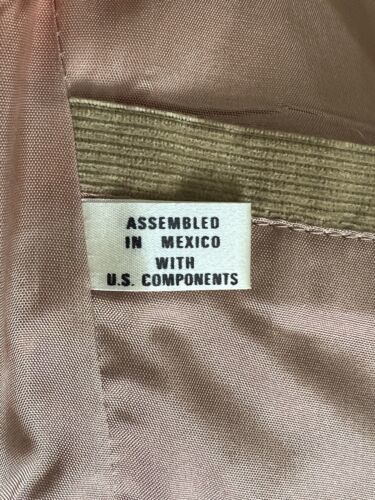 ASSEMBLED
IN MEXICO
WITH
U.S. COMPONENTS